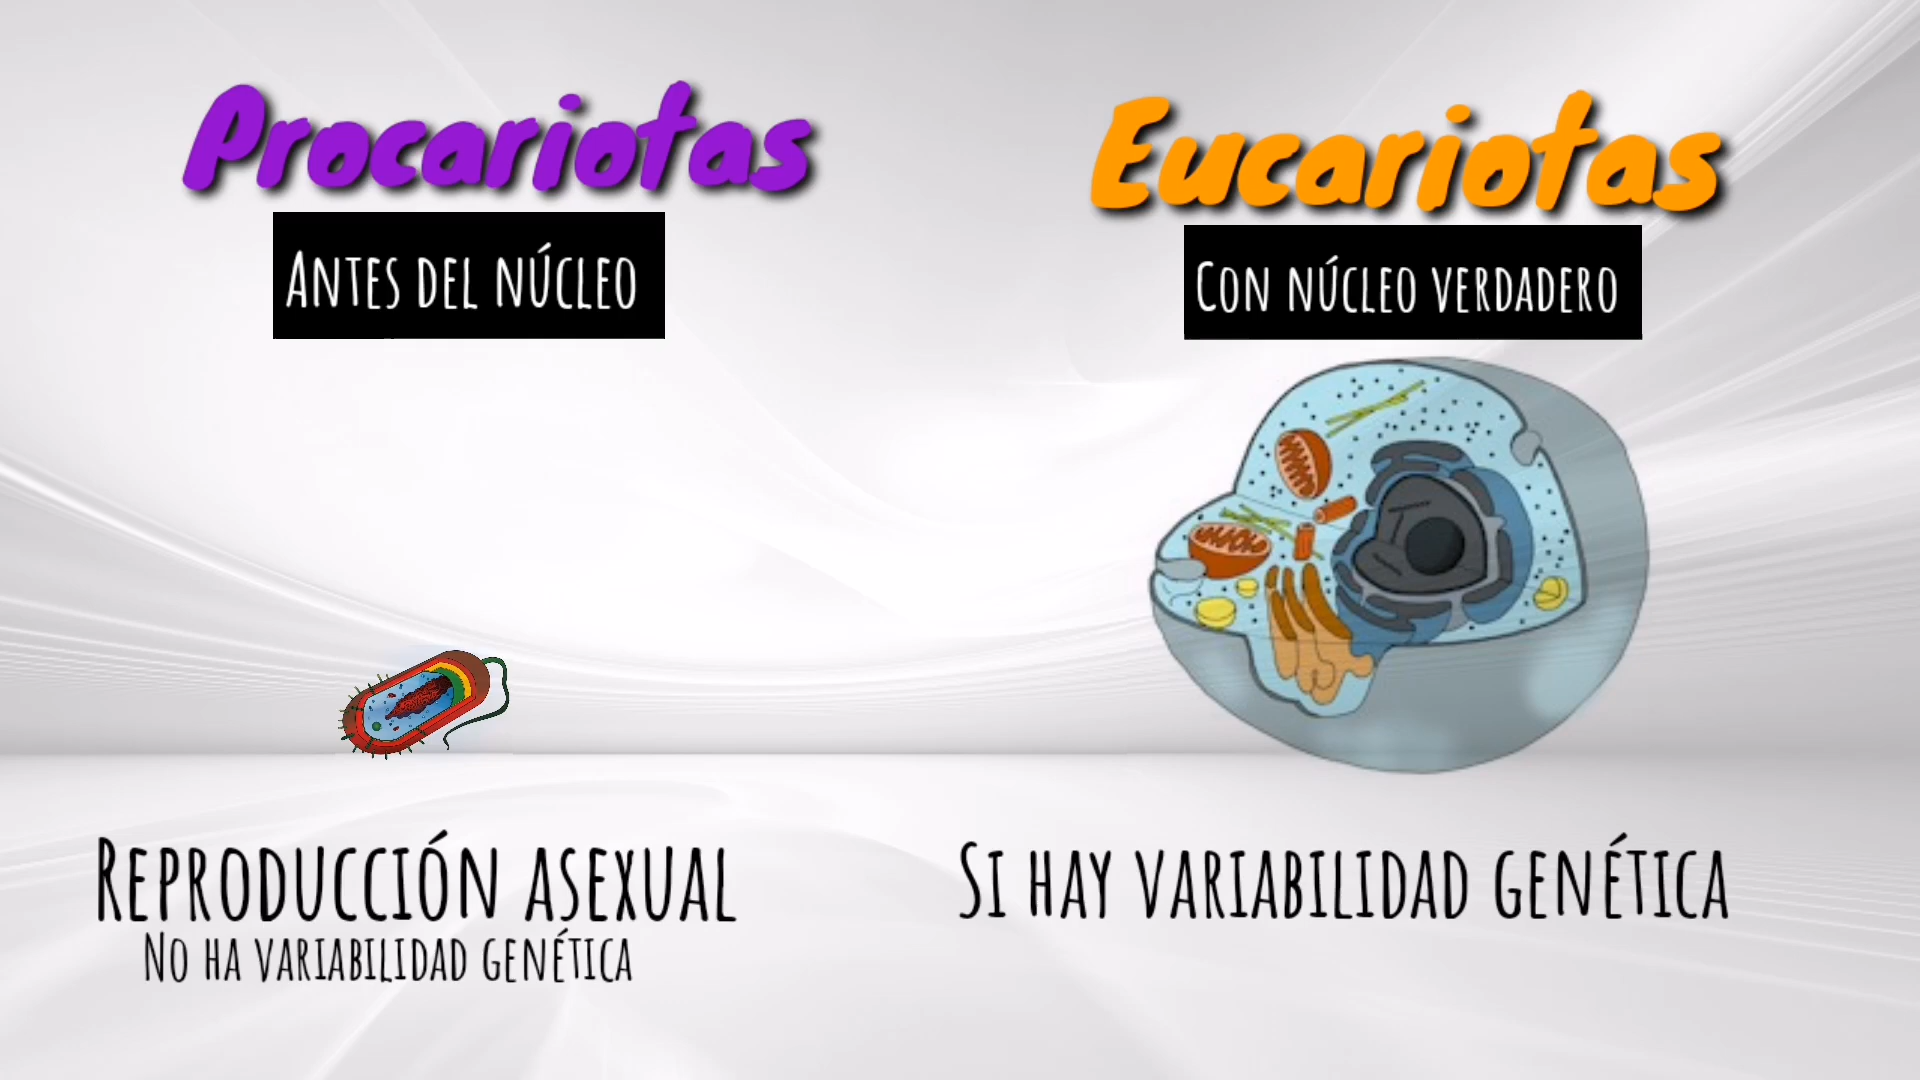 Procariotas
Antes del núcleo
Reproducción asexual
No ha variabilidad genética
Eucariotas
Con núcleo verdadero
Si hay variabilidad genética